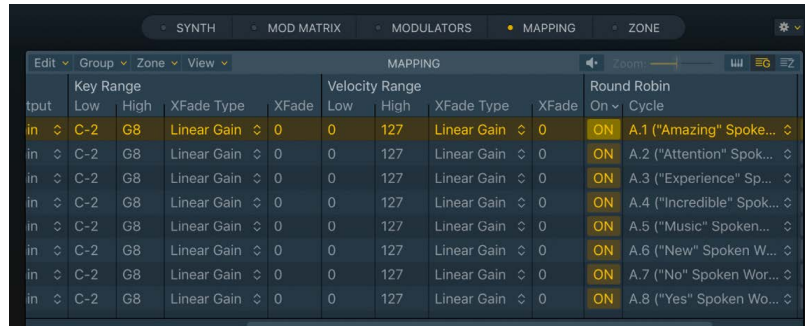 SYNTH MOD MATRIX MODULATORS MAPPING ZONE
Edit Group Zone View MAPPING Zoom: G Z
Key Range Velocity Range Round Robin
tput Low High XFade Type XFade Low High XFade Type XFade On Cycle
in C-2 G8 Linear Gain 0 0 127 Linear Gain 0 ON A.1 ("Amazing" Spoke...
in C-2 G8 Linear Gain 0 0 127 Linear Gain 0 ON A.2 ("Attention" Spok...
in C-2 G8 Linear Gain 0 0 127 Linear Gain 0 ON A.3 ("Experience" Sp...
in C-2 G8 Linear Gain 0 0 127 Linear Gain 0 ON A.4 ("Incredible" Spok...
in C-2 G8 Linear Gain 0 0 127 Linear Gain 0 ON A.5 ("Music" Spoken...
in C-2 G8 Linear Gain 0 0 127 Linear Gain 0 ON A.6 ("New" Spoken W...
in C-2 G8 Linear Gain 0 0 127 Linear Gain 0 ON A.7 ("No" Spoken Wor...
in C-2 G8 Linear Gain 0 0 127 Linear Gain 0 ON A.8 ("Yes" Spoken Wo...